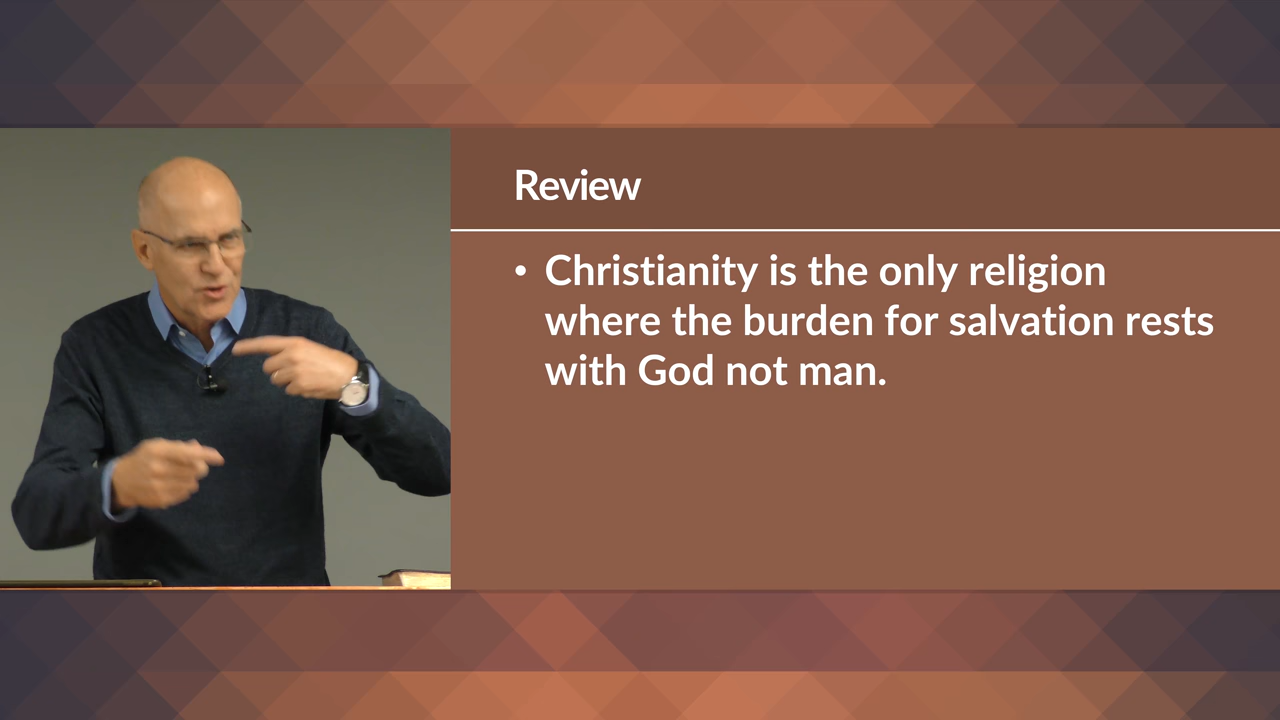 Review
• Christianity is the only religion
where the burden for salvation rests
with God not man.